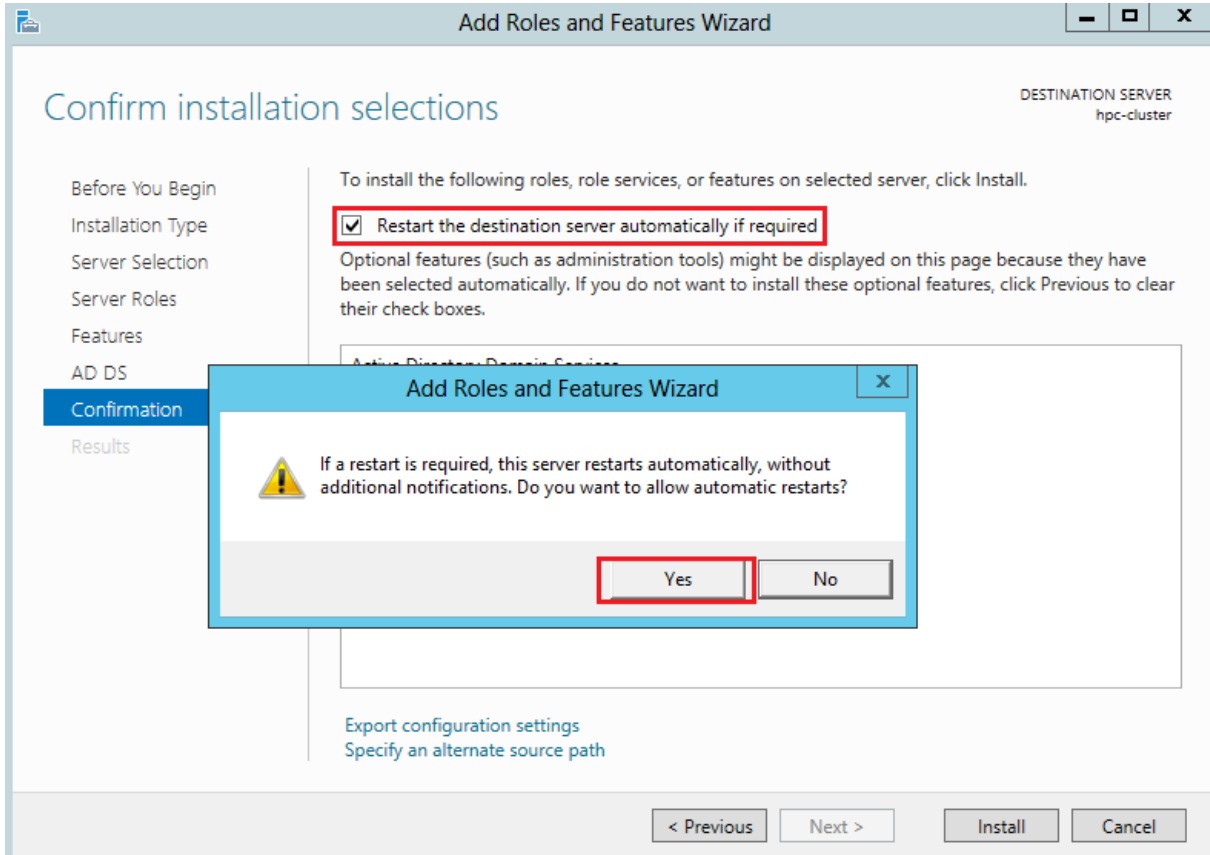 Add Roles and Features Wizard
Confirm installation selections
DESTINATION SERVER
hpc-cluster
Before You Begin
Installation Type
Server Selection
Server Roles
Features
AD DS
Confirmation
Results
To install the following roles, role services, or features on selected server, click Install.
Restart the destination server automatically if required
Optional features (such as administration tools) might be displayed on this page because they have
been selected automatically. If you do not want to install these optional features, click Previous to clear
their check boxes.
Active Directory Domain Services
Add Roles and Features Wizard
x
If a restart is required, this server restarts automatically, without
additional notifications. Do you want to allow automatic restarts?
Yes
No
Export configuration settings
Specify an alternate source path
< Previous
Next >
Install
Cancel